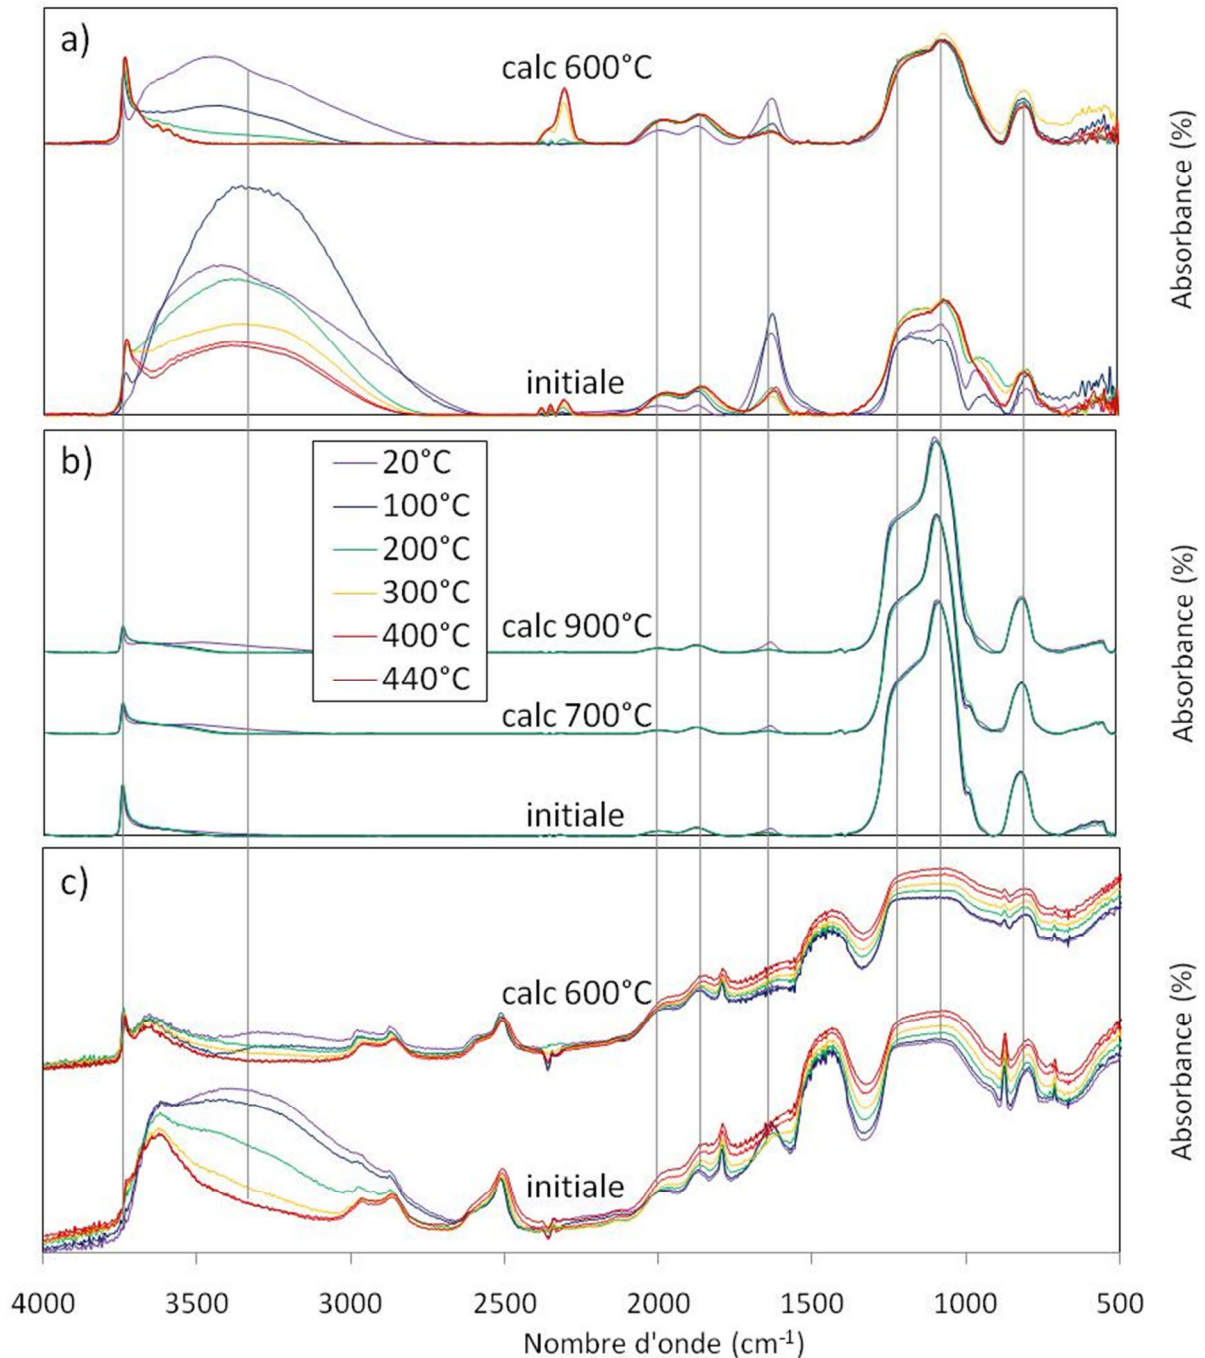 a)
calc 600°C
initiale
Absorbance (%)
b)
20°C
100°C
200°C
300°C
400°C
440°C
calc 900°C
calc 700°C
initiale
Absorbance (%)
c)
calc 600°C
initiale
Absorbance (%)
4000 3500 3000 2500 2000 1500 1000 500
Nombre d'onde (cm⁻¹)